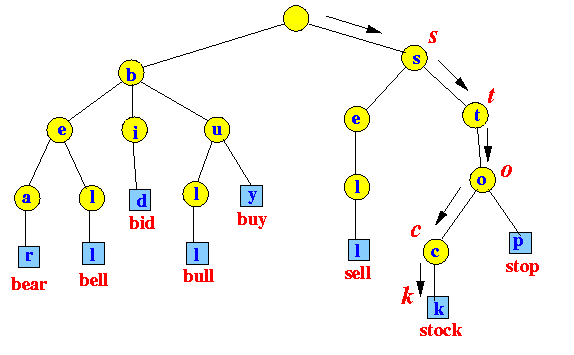 s
b s
t
e i u e t
o
a l d l y l o
bid buy
c
r l l l c p
bear bell bull sell stop
k
k
stock